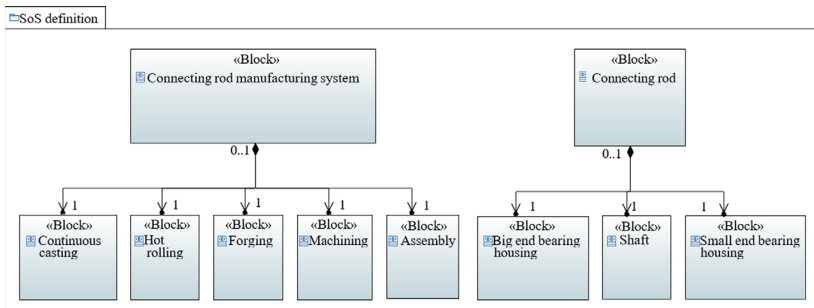 SoS definition
«Block»
Connecting rod manufacturing system
0..1
«Block»
Connecting rod
0..1
1
«Block»
Continuous
casting
1
«Block»
Hot
rolling
1
«Block»
Forging
1
«Block»
Machining
1
«Block»
Assembly
1
«Block»
Big end bearing
housing
1
«Block»
Shaft
1
«Block»
Small end bearing
housing